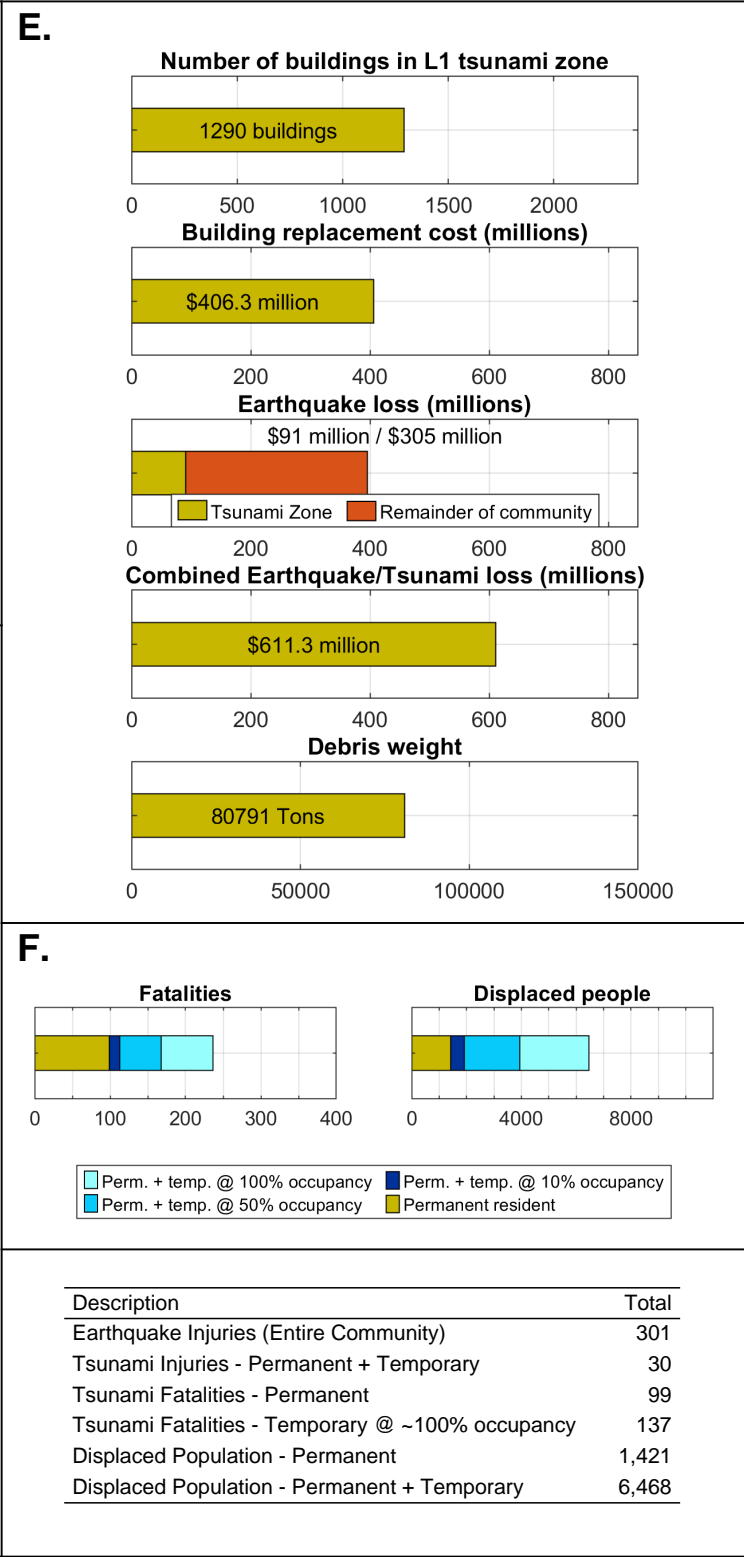 E.
Number of buildings in L1 tsunami zone
1290 buildings
0 500 1000 1500 2000
Building replacement cost (millions)
$406.3 million
0 200 400 600 800
Earthquake loss (millions)
$91 million / $305 million
Tsunami Zone Remainder of community
0 200 400 600 800
Combined Earthquake/Tsunami loss (millions)
$611.3 million
0 200 400 600 800
Debris weight
80791 Tons
0 50000 100000 150000
F.
Fatalities Displaced people
0 100 200 300 400 0 4000 8000
Perm. + temp. @ 100% occupancy Perm. + temp. @ 10% occupancy
Perm. + temp. @ 50% occupancy Permanent resident
Description Total
Earthquake Injuries (Entire Community) 301
Tsunami Injuries - Permanent + Temporary 30
Tsunami Fatalities - Permanent 99
Tsunami Fatalities - Temporary @ ~100% occupancy 137
Displaced Population - Permanent 1,421
Displaced Population - Permanent + Temporary 6,468